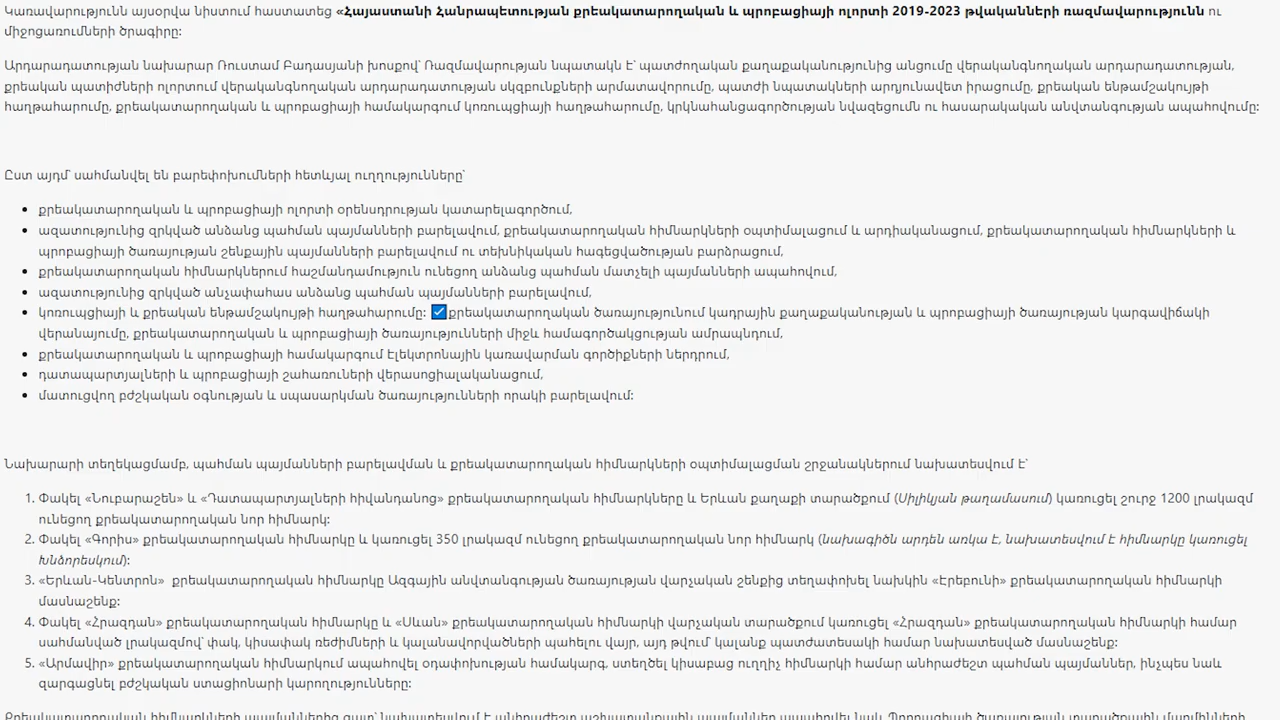 Կառավարությունն այսօրվա նիստում հաստատեց «Հայաստանի Հանրապետության քրեակատարողական և պրոբացիայի ոլորտի 2019-2023 թվականների ռազմավարությունն ու
միջոցառումների ծրագիրը:
Արդարադատության նախարար Ռուստամ Բադասյանի խոսքով՝ Ռազմավարության նպատակն է՝ պատժողական քաղաքականությունից անցումը վերականգնողական արդարադատության,
քրեական պատիժների ոլորտում վերականգնողական արդարադատության սկզբունքների արմատավորումը, պատժի նպատակների արդյունավետ իրացումը, քրեական ենթամշակույթի
հաղթահարումը, քրեակատարողական և պրոբացիայի համակարգում կոռուպցիայի հաղթահարումը, կրկնահանցագործության նվազեցումն ու հասարակական անվտանգության ապահովումը:
Ըստ այդմ՝ սահմանվել են բարեփոխումների հետևյալ ուղղությունները՝
• քրեակատարողական և պրոբացիայի ոլորտի օրենսդրության կատարելագործում,
• ազատությունից զրկված անձանց պահման պայմանների բարելավում, քրեակատարողական հիմնարկների օպտիմալացում և արդիականացում, քրեակատարողական հիմնարկների և
պրոբացիայի ծառայության շենքային պայմանների բարելավում ու տեխնիկական հագեցվածության բարձրացում,
• քրեակատարողական հիմնարկներում հաշմանդամություն ունեցող անձանց պահման մատչելի պայմանների ապահովում,
• ազատությունից զրկված անչափահաս անձանց պահման պայմանների բարելավում,
• կոռուպցիայի և քրեական ենթամշակույթի հաղթահարումը: ☑քրեակատարողական ծառայությունում կադրային քաղաքականության և պրոբացիայի ծառայության կարգավիճակի
վերանայումը, քրեակատարողական և պրոբացիայի ծառայությունների միջև համագործակցության ամրապնդում,
• քրեակատարողական և պրոբացիայի համակարգում Էլեկտրոնային կառավարման գործիքների ներդրում,
• դատապարտյալների և պրոբացիայի շահառուների վերասոցիալականացում,
• մատուցվող բժշկական օգնության և սպասարկման ծառայությունների որակի բարելավում:
Նախարարի տեղեկացմամբ, պահման պայմանների բարելավման և քրեակատարողական հիմնարկների օպտիմալացման շրջանակներում նախատեսվում է՝
1. Փակել «Նուբարաշեն» և «Դատապարտյալների հիվանդանոց» քրեակատարողական հիմնարկները և Երևան քաղաքի տարածքում (Սիլիկյան թաղամասում) կառուցել շուրջ 1200 լրակազմ
ունեցող քրեակատարողական նոր հիմնարկ:
2. Փակել «Գորիս» քրեակատարողական հիմնարկը և կառուցել 350 լրակազմ ունեցող քրեակատարողական նոր հիմնարկ (նախագիծն արդեն առկա է, նախատեսվում է հիմնարկը կառուցել
Խնձորեսկում):
3. «Երևան-Կենտրոն» քրեակատարողական հիմնարկը Ազգային անվտանգության ծառայության վարչական շենքից տեղափոխել նախկին «Էրեբունի» քրեակատարողական հիմնարկի
մասնաշենք:
4. Փակել «Հրազդան» քրեակատարողական հիմնարկը և «Սևան» քրեակատարողական հիմնարկի վարչական տարածքում կառուցել «Հրազդան» քրեակատարողական հիմնարկի համար
սահմանված լրակազմով՝ փակ, կիսափակ ռեժիմների և կալանավորվածների պահելու վայր, այդ թվում՝ կալանք պատժատեսակի համար նախատեսված մասնաշենք:
5. «Արմավիր» քրեակատարողական հիմնարկում ապահովել օդափոխության համակարգ, ստեղծել կիսաբաց ուղղիչ հիմնարկի համար անհրաժեշտ պահման պայմաններ, ինչպես նաև
զարգացնել բժշկական ստացիոնարի կարողությունները: